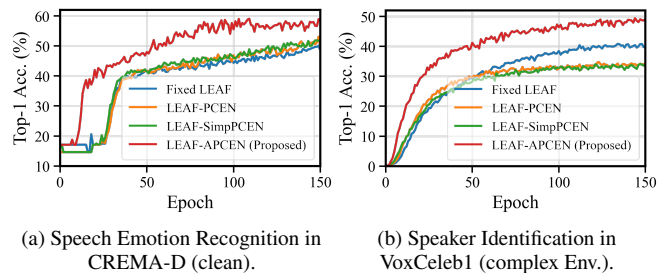 Top-1 Acc. (%)
60
50
40
30
20
10
0
50
100
150
Epoch
Fixed LEAF
LEAF-PCEN
LEAF-SimpPCEN
LEAF-APCEN (Proposed)
(a) Speech Emotion Recognition in
CREMA-D (clean).
Top-1 Acc. (%)
50
40
30
20
10
0
0
50
100
150
Epoch
Fixed LEAF
LEAF-PCEN
LEAF-SimpPCEN
LEAF-APCEN (Proposed)
(b) Speaker Identification in
VoxCeleb1 (complex Env.).